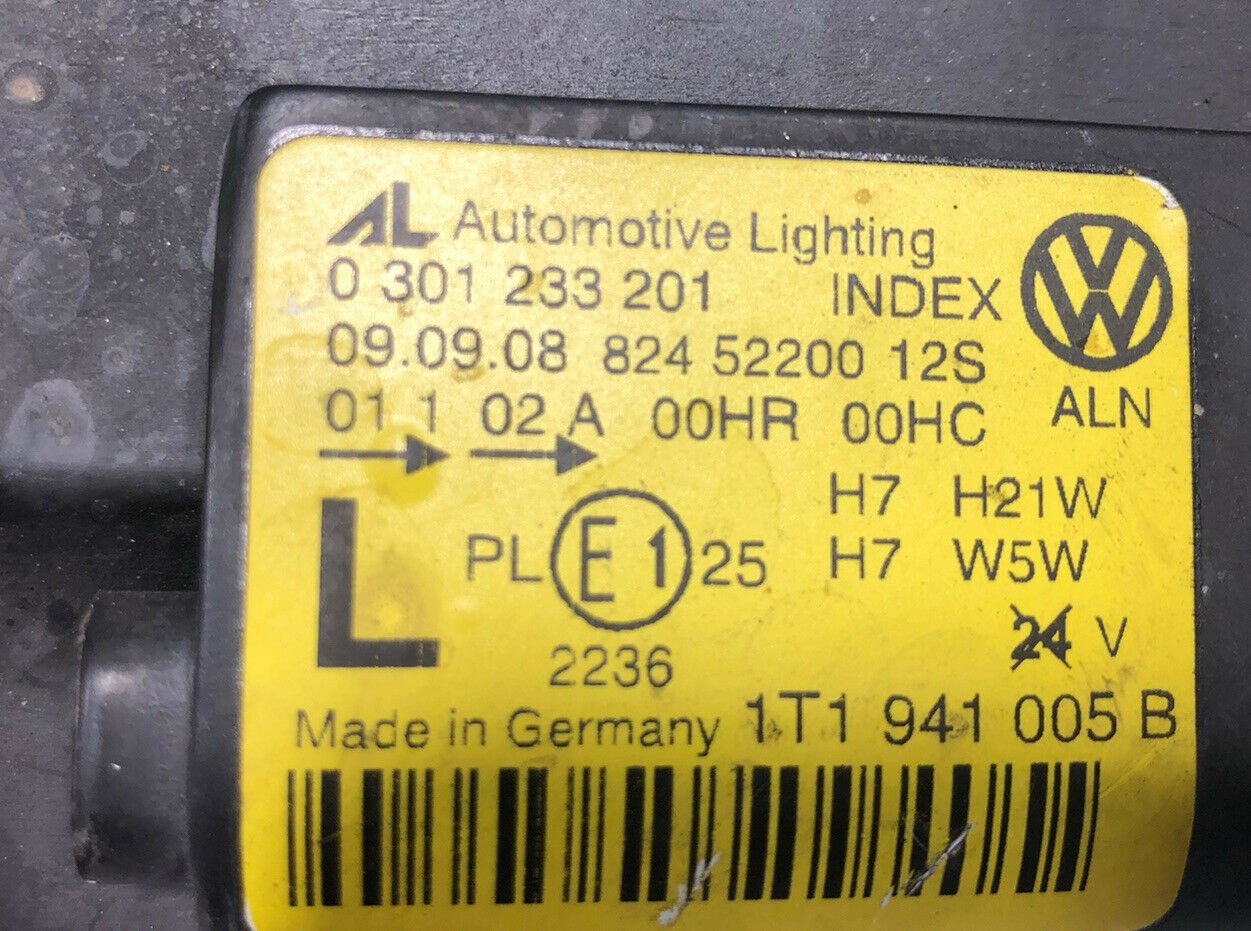 AL Automotive Lighting
0 301 233 201 INDEX
09.09.08 824 52200 12S
01 1 02 A 00HR 00HC ALN
H7 H21W
L PL E1 25 H7 W5W
24 V
2236
Made in Germany 1T1 941 005 B